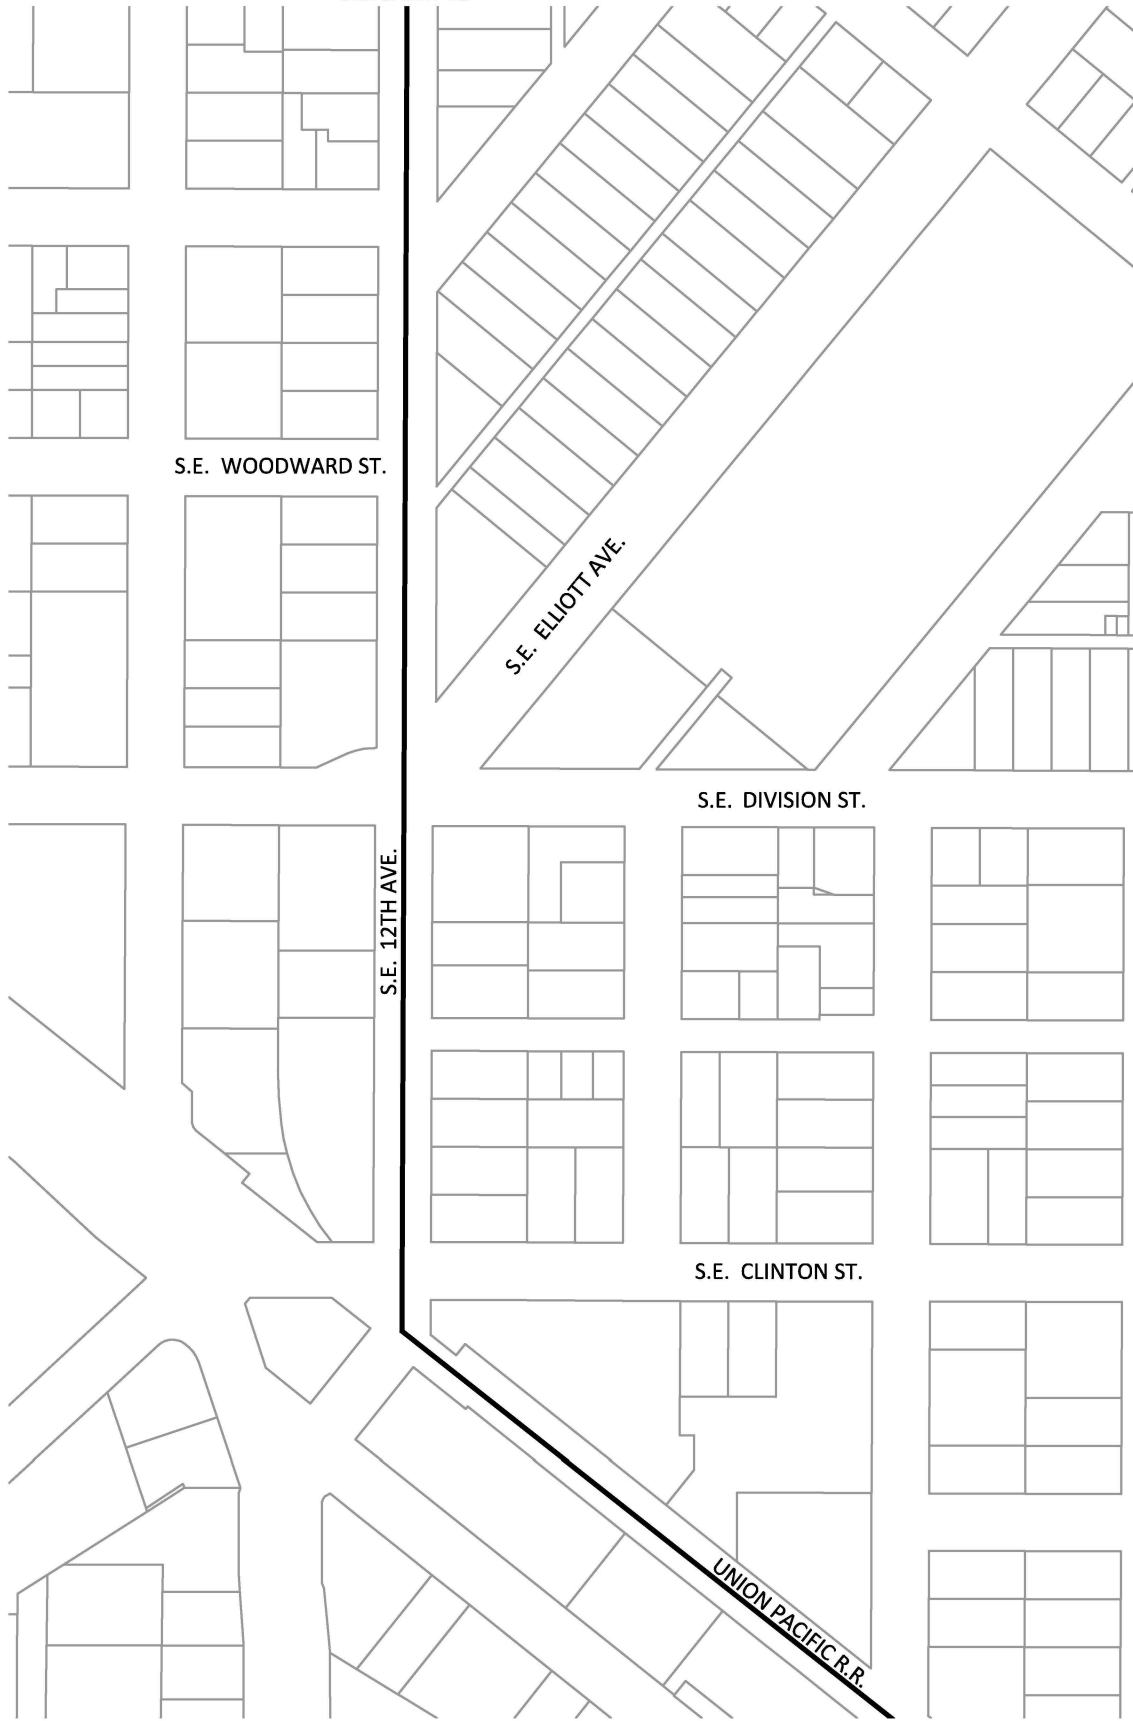 S.E. WOODWARD ST.
S.E. ELLIOTT AVE.
S.E. DIVISION ST.
S.E. 12TH AVE.
S.E. CLINTON ST.
UNION PACIFIC R.R.